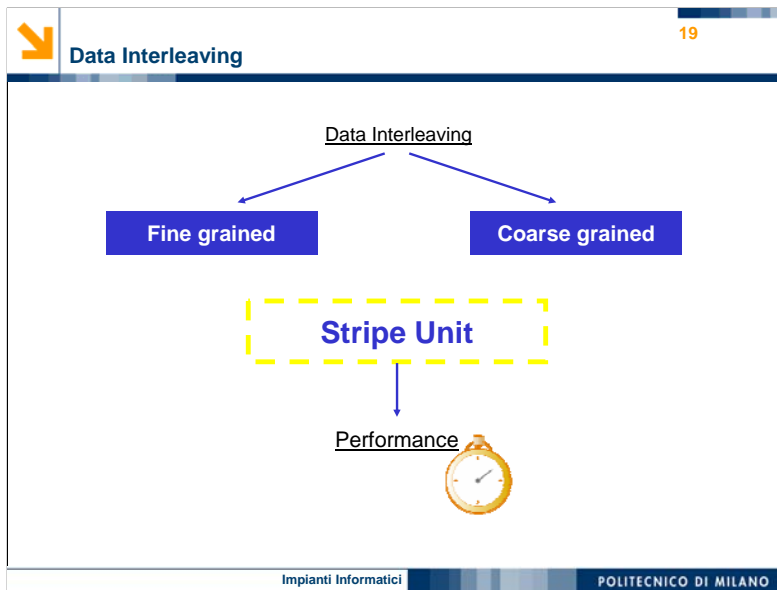 19
Data Interleaving
Data Interleaving
Fine grained
Coarse grained
Stripe Unit
Performance
Impianti Informatici
POLITECNICO DI MILANO